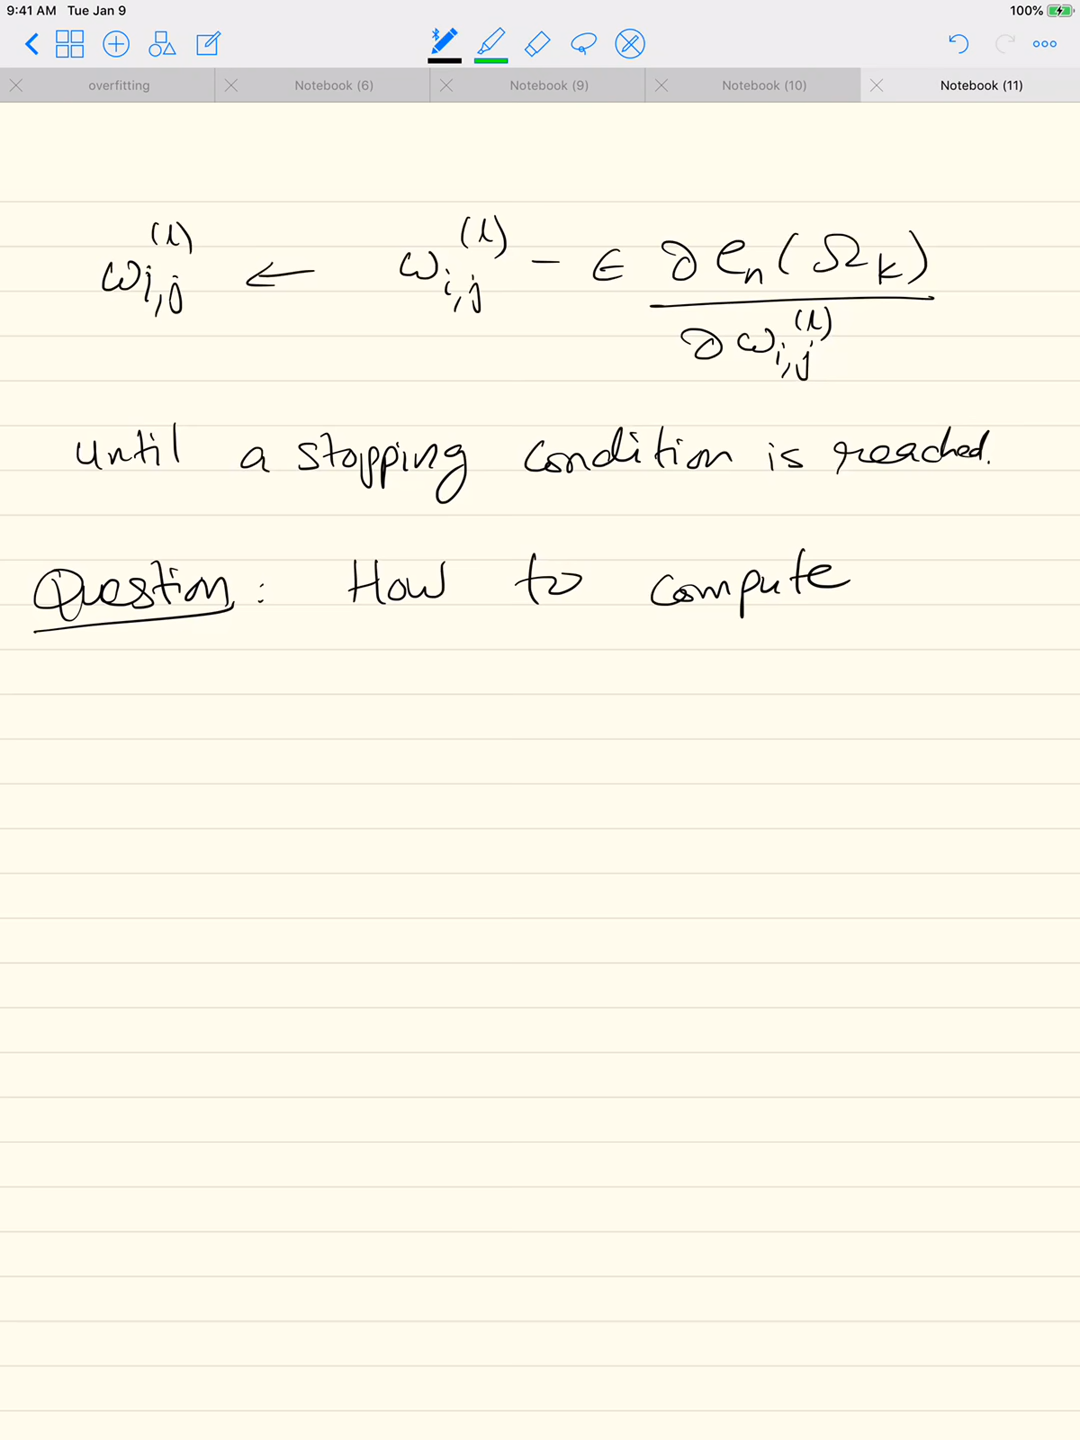 9:41 AM Tue Jan 9 100%
overfitting Notebook (6) Notebook (9) Notebook (10) Notebook (11)
ω_{i,j}^{(l)} ← ω_{i,j}^{(l)} − ϵ ∂e_n(Ω_k) / ∂ω_{i,j}^{(l)}
until a stopping condition is reached.
Question: How to compute